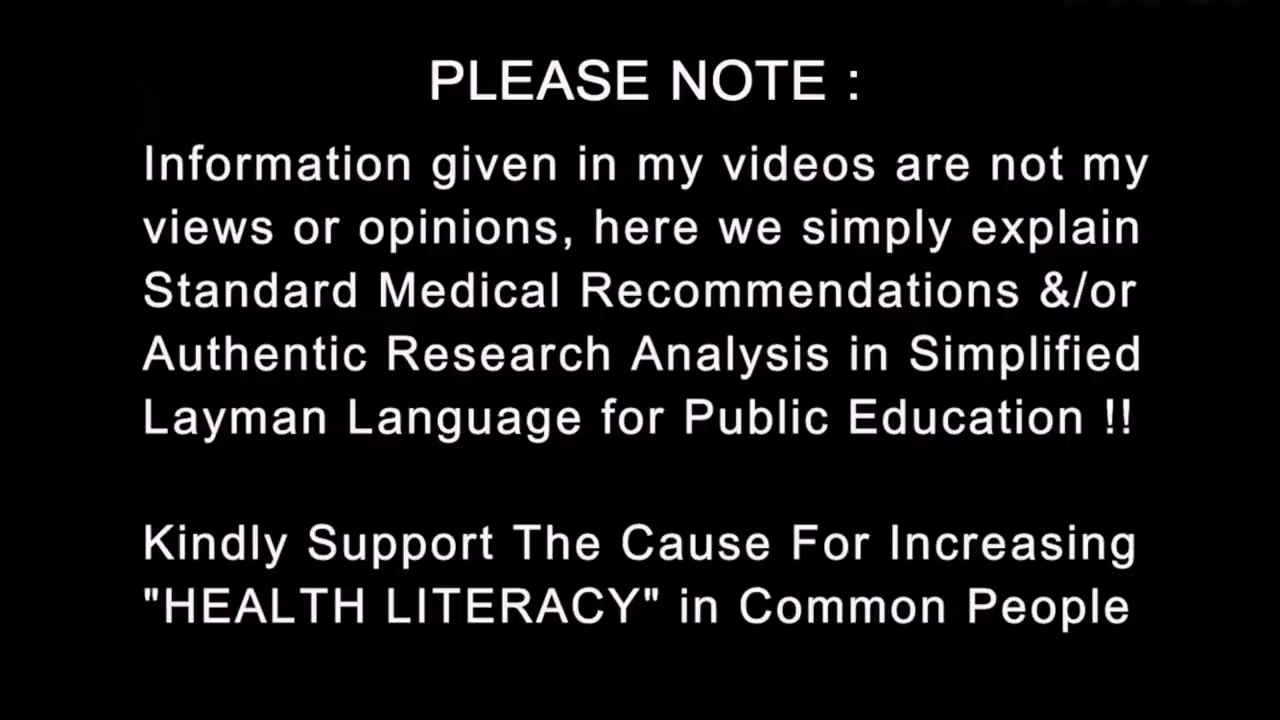 PLEASE NOTE :
Information given in my videos are not my
views or opinions, here we simply explain
Standard Medical Recommendations &/or
Authentic Research Analysis in Simplified
Layman Language for Public Education !!
Kindly Support The Cause For Increasing
"HEALTH LITERACY" in Common People